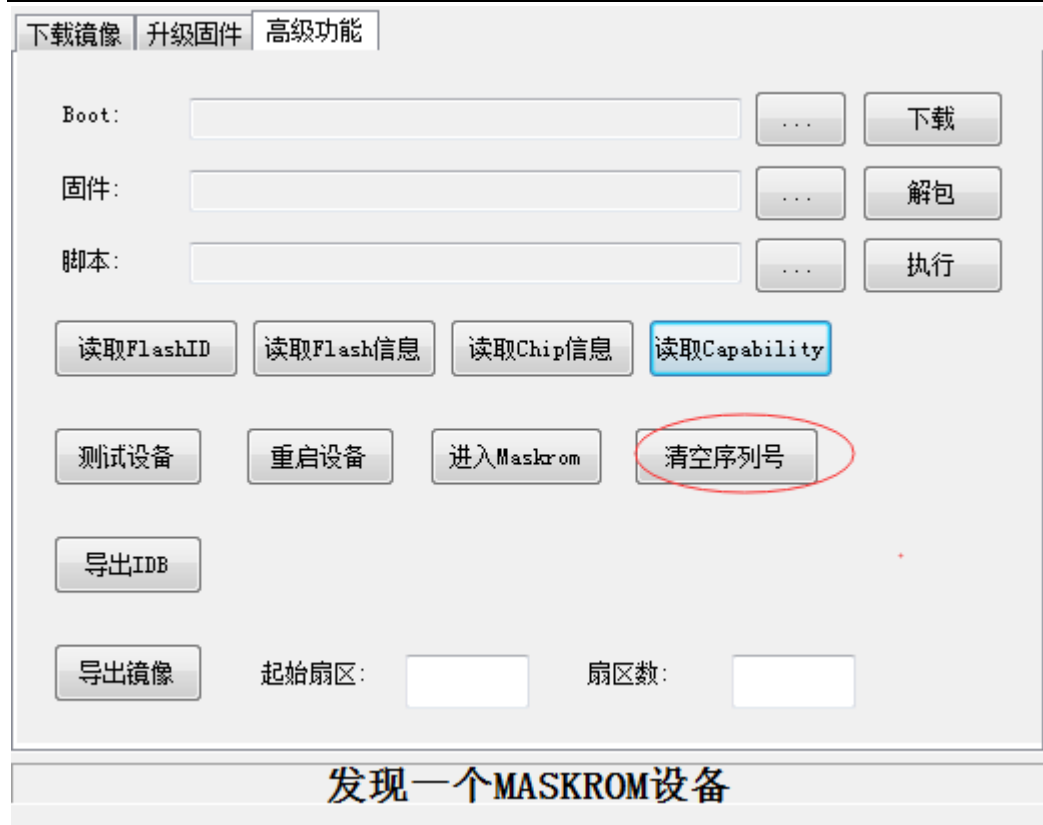 下载镜像 升级固件 高级功能
Boot: ... 下载
固件: ... 解包
脚本: ... 执行
读取FlashID 读取Flash信息 读取Chip信息 读取Capability
测试设备 重启设备 进入Maskrom 清空序列号
导出IDB
导出镜像 起始扇区: 扇区数:
发现一个MASKROM设备